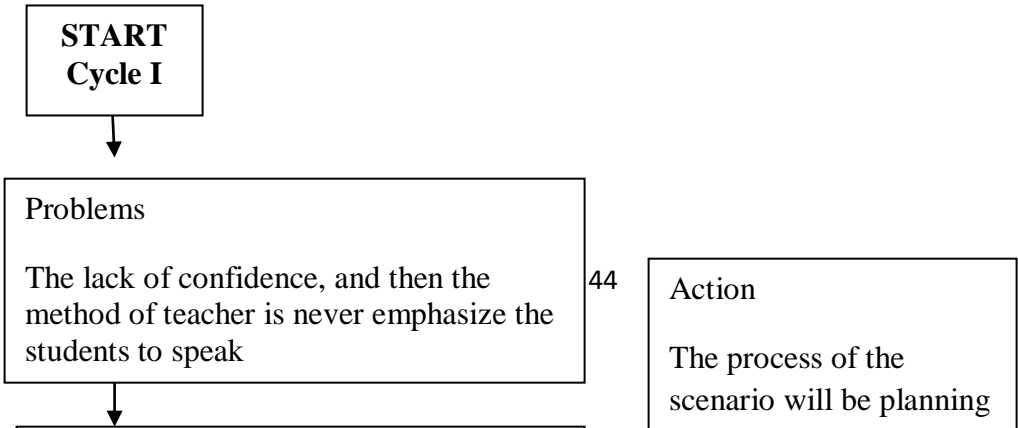 START
Cycle I
Problems
The lack of confidence, and then the
method of teacher is never emphasize the
students to speak
44
Action
The process of the
scenario will be planning